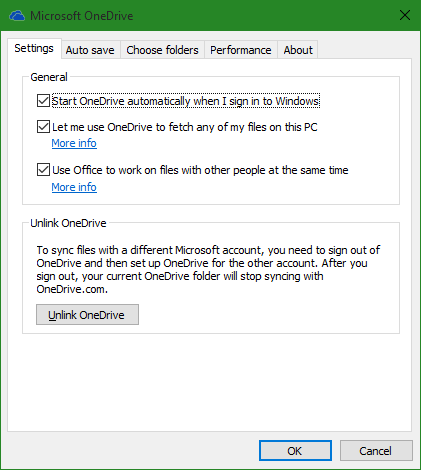 Microsoft OneDrive
Settings
Auto save
Choose folders
Performance
About
General
Start OneDrive automatically when I sign in to Windows
Let me use OneDrive to fetch any of my files on this PC
More info
Use Office to work on files with other people at the same time
More info
Unlink OneDrive
To sync files with a different Microsoft account, you need to sign out of
OneDrive and then set up OneDrive for the other account. After you
sign out, your current OneDrive folder will stop syncing with
OneDrive.com.
Unlink OneDrive
OK
Cancel